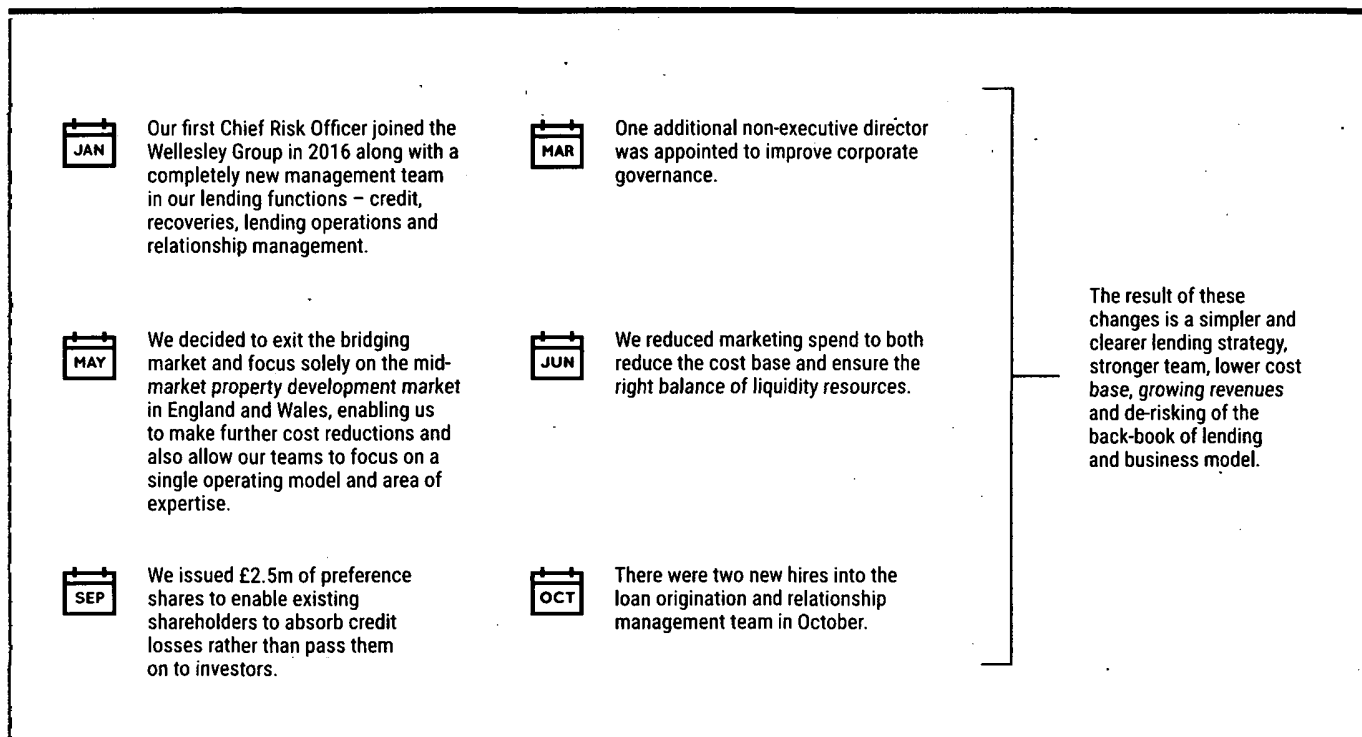 JAN
Our first Chief Risk Officer joined the
Wellesley Group in 2016 along with a
completely new management team
in our lending functions – credit,
recoveries, lending operations and
relationship management.
MAR
One additional non-executive director
was appointed to improve corporate
governance.
MAY
We decided to exit the bridging
market and focus solely on the mid-
market property development market
in England and Wales, enabling us
to make further cost reductions and
also allow our teams to focus on a
single operating model and area of
expertise.
JUN
We reduced marketing spend to both
reduce the cost base and ensure the
right balance of liquidity resources.
SEP
We issued £2.5m of preference
shares to enable existing
shareholders to absorb credit
losses rather than pass them
on to investors.
OCT
There were two new hires into the
loan origination and relationship
management team in October.
The result of these
changes is a simpler and
clearer lending strategy,
stronger team, lower cost
base, growing revenues
and de-risking of the
back-book of lending
and business model.